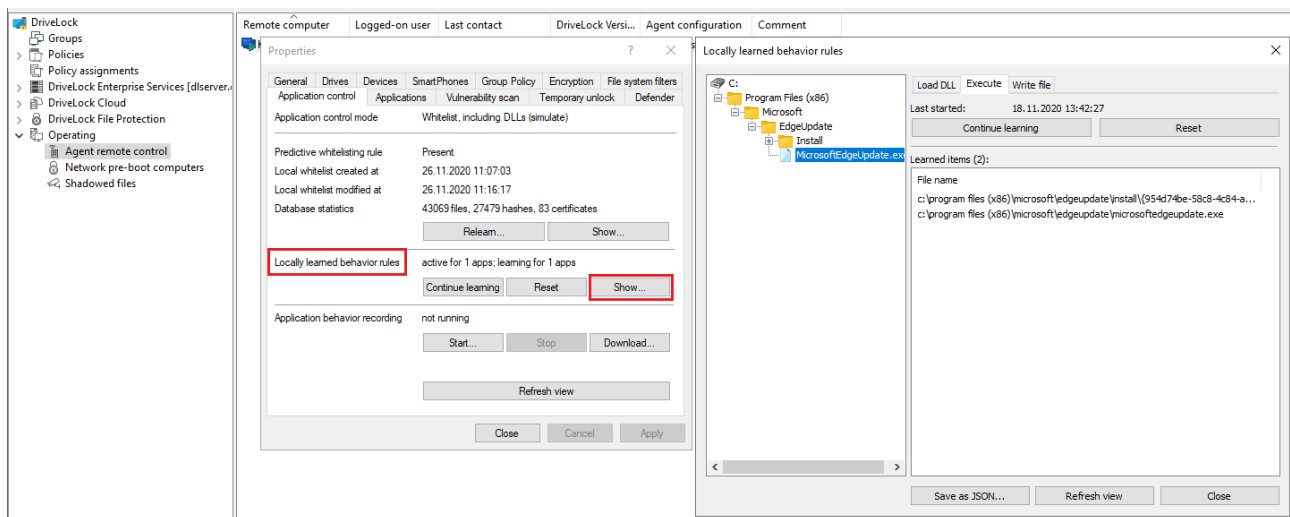 DriveLock
Groups
Policies
Policy assignments
DriveLock Enterprise Services [dlserver.
DriveLock Cloud
DriveLock File Protection
Operating
Agent remote control
Network pre-boot computers
Shadowed files
Remote computer Logged-on user Last contact DriveLock Versi... Agent configuration Comment
Properties ?
General Drives Devices SmartPhones Group Policy Encryption File system filters
Application control Applications Vulnerability scan Temporary unlock Defender
Application control mode Whitelist, including DLLs (simulate)
Predictive whitelisting rule Present
Local whitelist created at 26.11.2020 11:07:03
Local whitelist modified at 26.11.2020 11:16:17
Database statistics 43069 files, 27479 hashes, 83 certificates
Relearn... Show...
Locally learned behavior rules active for 1 apps; learning for 1 apps
Continue learning Reset Show...
Application behavior recording not running
Start... Stop Download...
Refresh view
Close Cancel Apply
Locally learned behavior rules
C:
Program Files (x86)
Microsoft
EdgeUpdate
Install
MicrosoftEdgeUpdate.exe
Load DLL Execute Write file
Last started: 18.11.2020 13:42:27
Continue learning Reset
Learned items (2):
File name
c:\program files (x86)\microsoft\edgeupdate\install\{954d74be-58c8-4c84-a...
c:\program files (x86)\microsoft\edgeupdate\microsoftedgeupdate.exe
Save as JSON... Refresh view Close